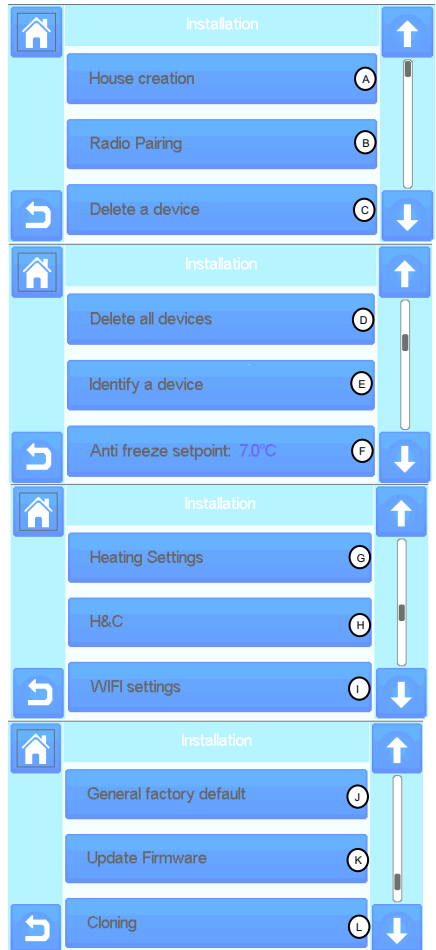 Installation
House creation A
Radio Pairing B
Delete a device C
Installation
Delete all devices D
Identify a device E
Anti freeze setpoint: 7.0°C F
Installation
Heating Settings G
H&C H
WIFI settings I
Installation
General factory default J
Update Firmware K
Cloning L